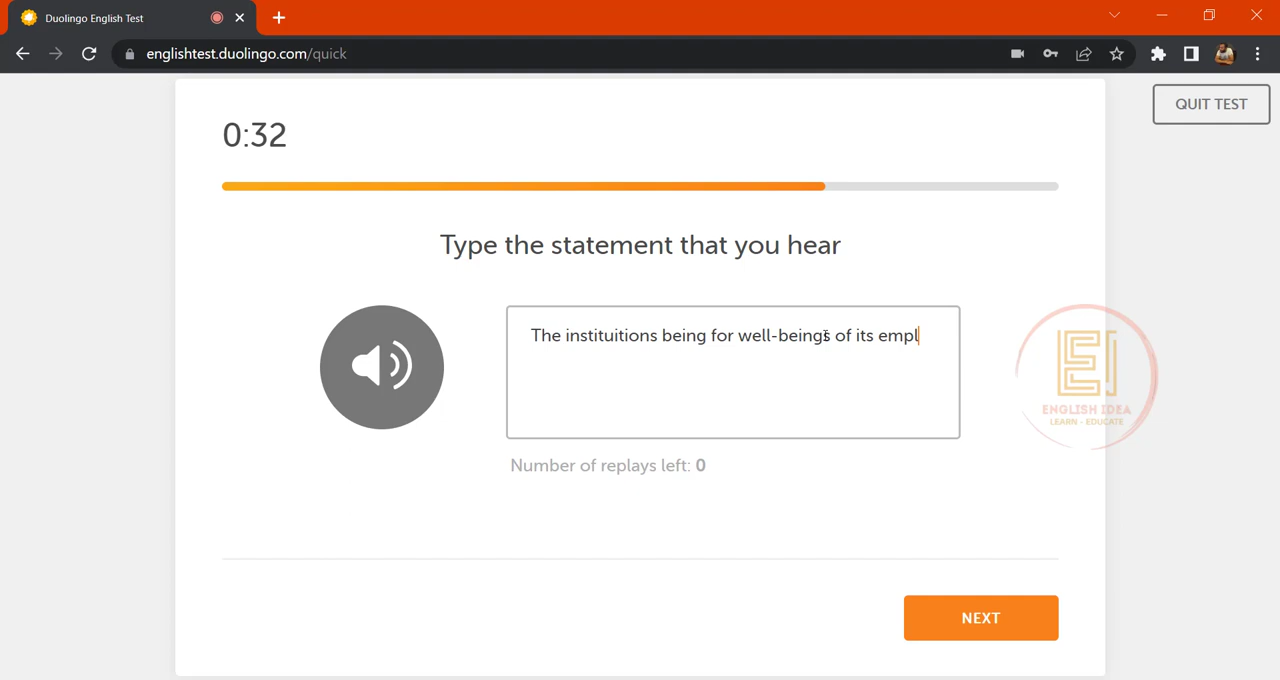 Duolingo English Test
englishtest.duolingo.com/quick
QUIT TEST
0:32
Type the statement that you hear
The instituitions being for well-beings of its empl
Number of replays left: 0
EI
ENGLISH IDEA
LEARN - EDUCATE
NEXT